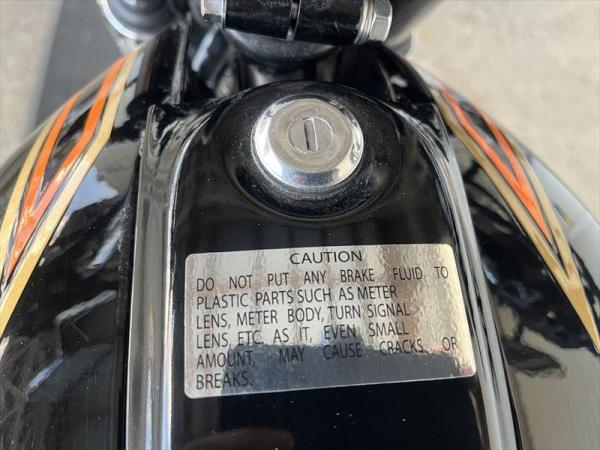 CAUTION
DO NOT PUT ANY BRAKE FLUID TO
PLASTIC PARTS SUCH AS METER
LENS, METER BODY, TURN SIGNAL
LENS, ETC. AS IT, EVEN SMALL
AMOUNT, MAY CAUSE CRACKS OR
BREAKS.